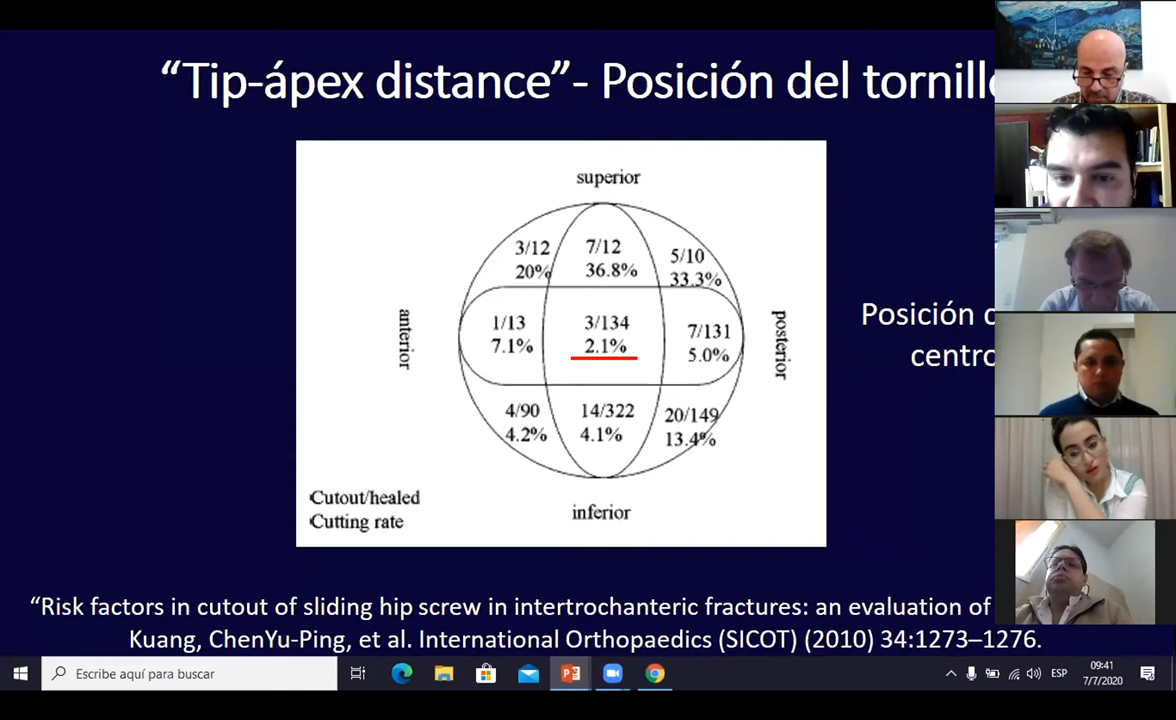 “Tip-ápex distance”- Posición del tornillo
superior
3/12
20%
7/12
36.8%
5/10
33.3%
anterior
1/13
7.1%
3/134
2.1%
7/131
5.0%
posterior
Posición
centro
4/90
4.2%
14/322
4.1%
20/149
13.4%
inferior
Cutout/healed
Cutting rate
“Risk factors in cutout of sliding hip screw in intertrochanteric fractures: an evaluation of
Kuang, ChenYu-Ping, et al. International Orthopaedics (SICOT) (2010) 34:1273–1276.
Escribe aquí para buscar
ESP
09:41
7/7/2020